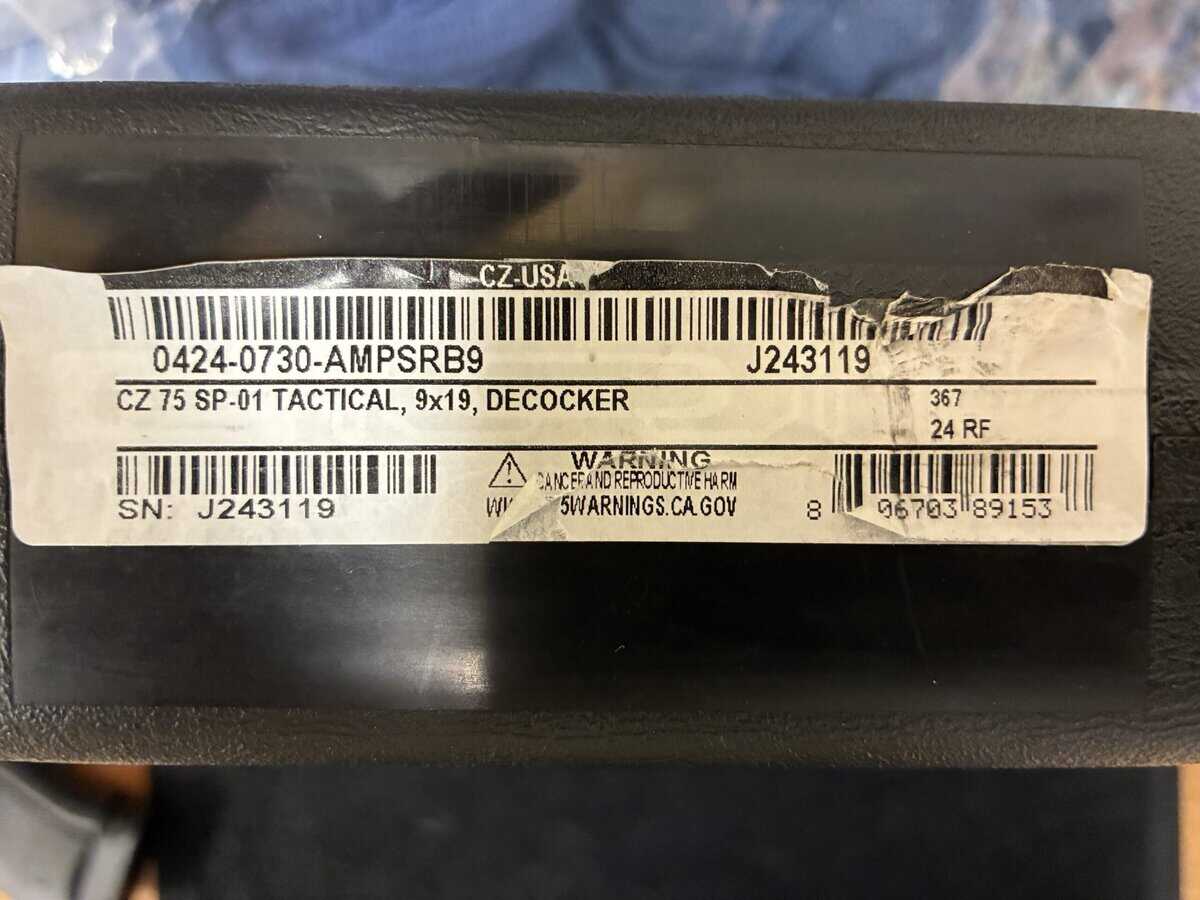 CZ-USA
0424-0730-AMPSRB9 J243119
CZ 75 SP-01 TACTICAL, 9x19, DECOCKER 367
24 RF
WARNING
CANCER AND REPRODUCTIVE HARM
5WARNINGS.CA.GOV
SN: J243119
8 06703 89153